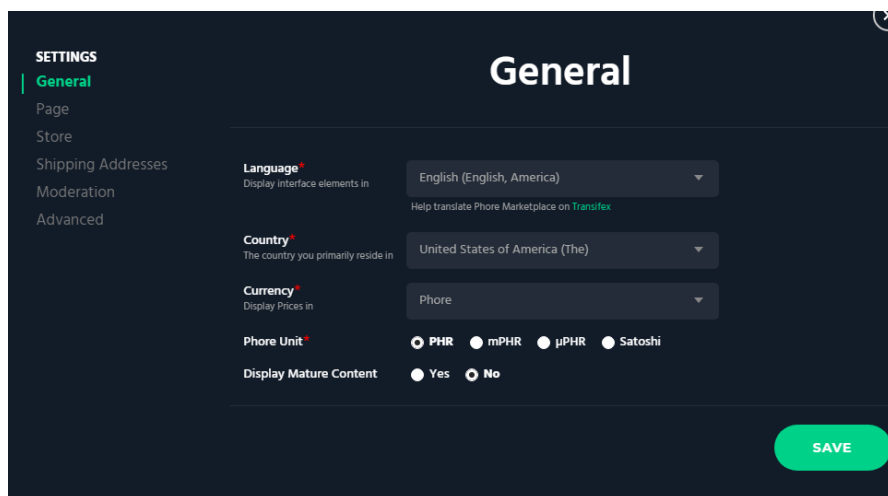 SETTINGS
General
Page
Store
Shipping Addresses
Moderation
Advanced
General
Language*
Display interface elements in
English (English, America)
Help translate Phore Marketplace on Transifex
Country*
The country you primarily reside in
United States of America (The)
Currency*
Display Prices in
Phore
Phore Unit*
PHR mPHR µPHR Satoshi
Display Mature Content
Yes No
SAVE